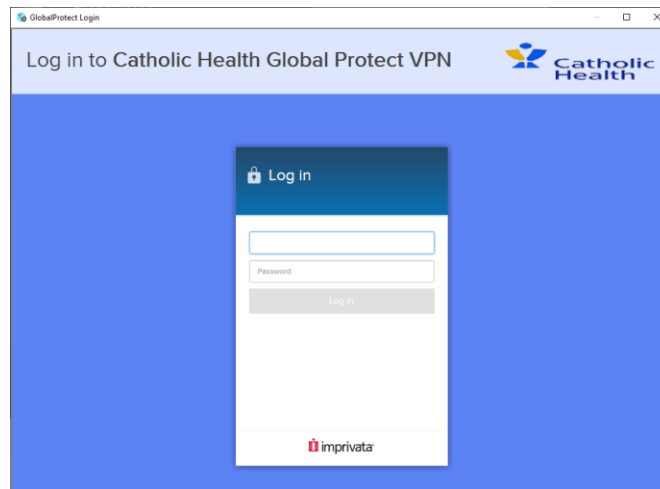 GlobalProtect Login
Log in to Catholic Health Global Protect VPN
Catholic
Health
Log in
Password
Log in
imprivata